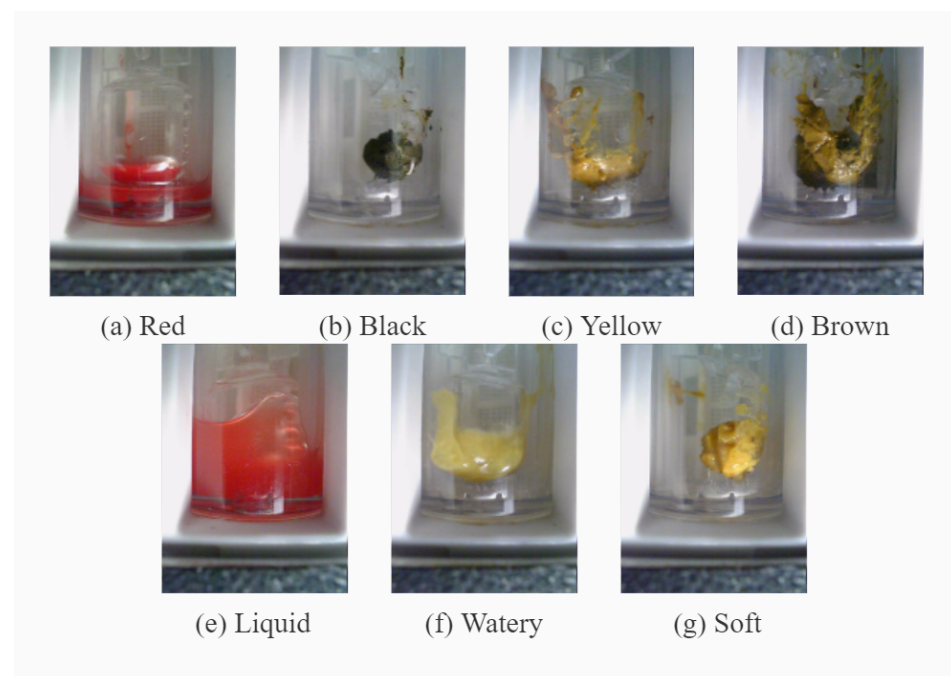 (a) Red
(b) Black
(c) Yellow
(d) Brown
(e) Liquid
(f) Watery
(g) Soft